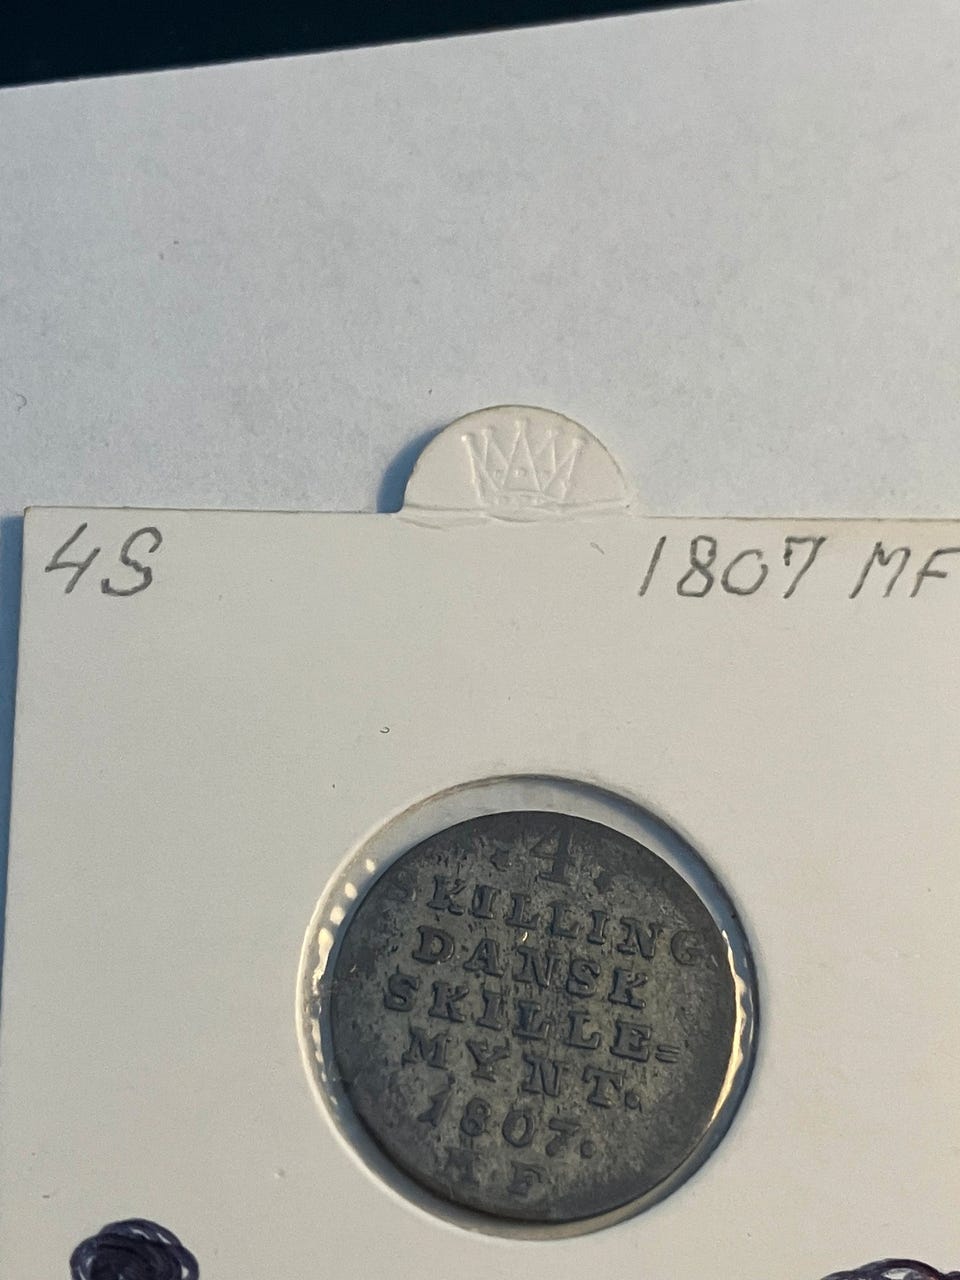 4S
1807 MF
4.
SKILLING
DANSK
SKILLE=
MYNT.
1807.
MF